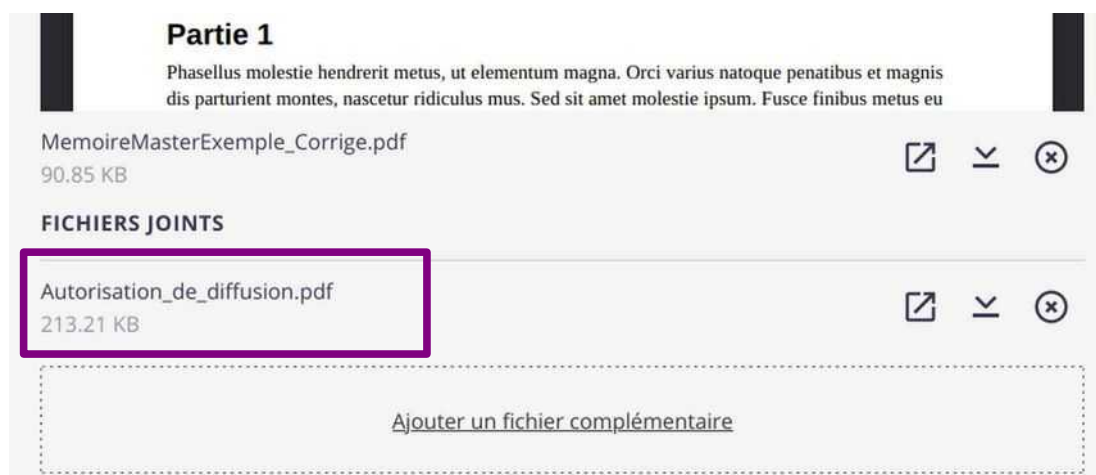 Partie 1
Phasellus molestie hendrerit metus, ut elementum magna. Orci varius natoque penatibus et magnis
dis parturient montes, nascetur ridiculus mus. Sed sit amet molestie ipsum. Fusce finibus metus eu
MemoireMasterExemple_Corrige.pdf
90.85 KB
FICHIERS JOINTS
Autorisation_de_diffusion.pdf
213.21 KB
Ajouter un fichier complémentaire